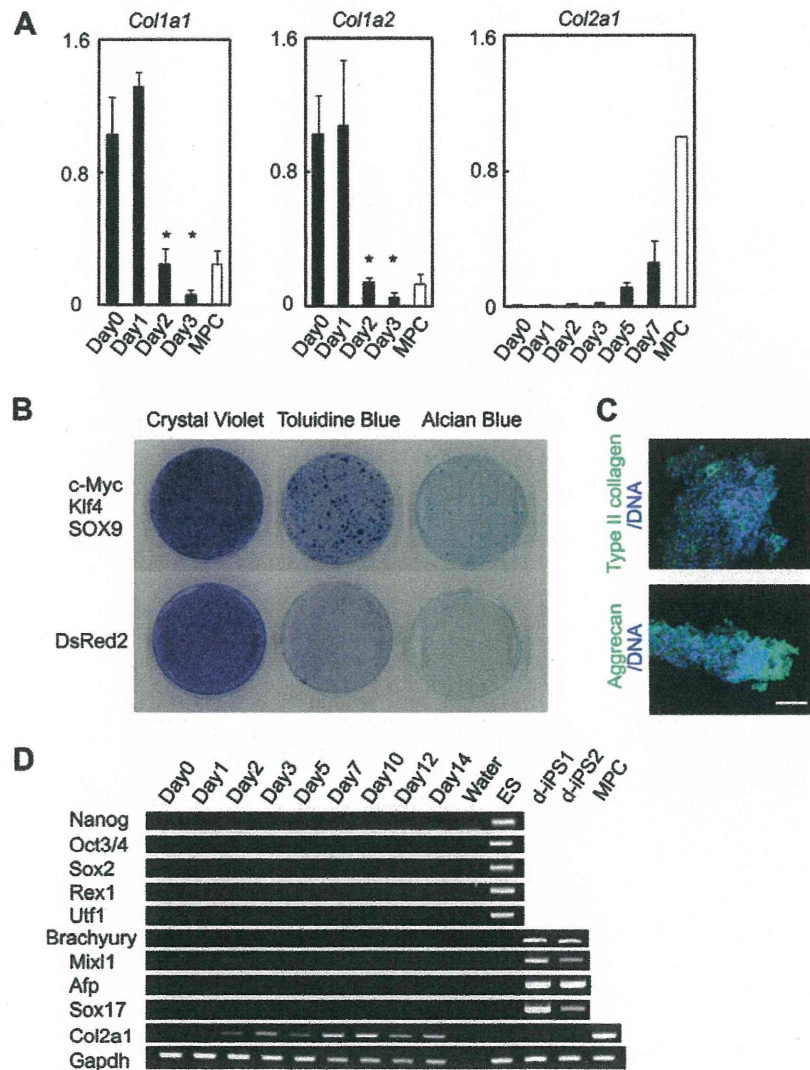 A
Col1a1
Col1a2
Col2a1
1.6
0.8
0
Day0
Day1
Day2
Day3
MPC
1.6
0.8
0
Day0
Day1
Day2
Day3
MPC
1.6
0.8
0
Day0
Day1
Day2
Day3
Day5
Day7
MPC
B
Crystal Violet
Toluidine Blue
Alcian Blue
c-Myc
Klf4
SOX9
DsRed2
C
Type II collagen
/DNA
Aggrecan
/DNA
D
Day0
Day1
Day2
Day3
Day5
Day7
Day10
Day12
Day14
Water
ES
d-iPS1
d-iPS2
MPC
Nanog
Oct3/4
Sox2
Rex1
Utf1
Brachyury
Mixl1
Afp
Sox17
Col2a1
Gapdh